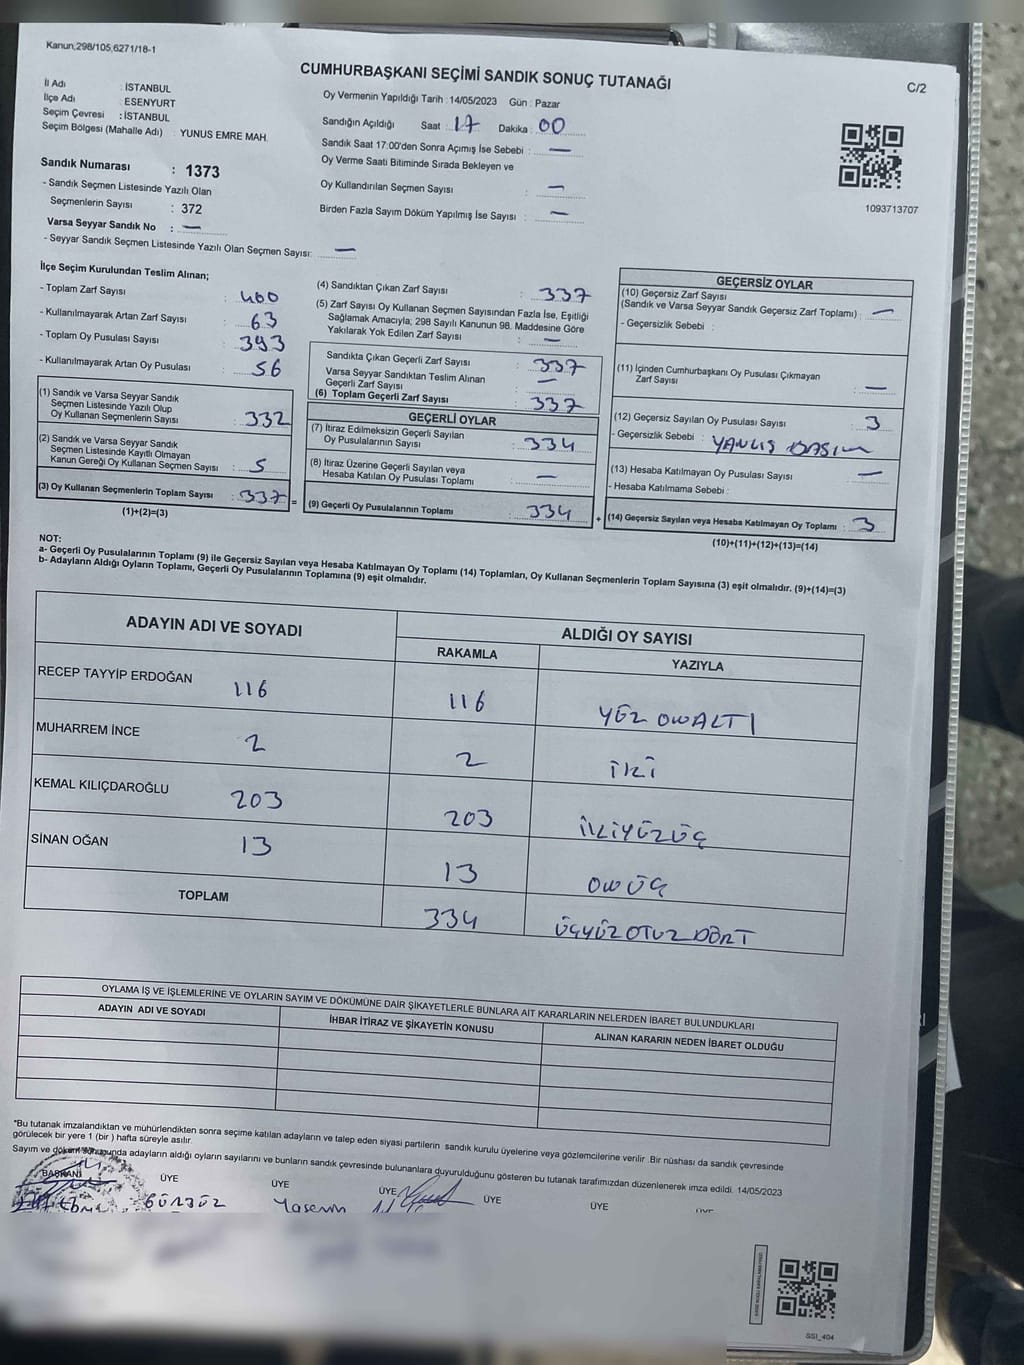 Kanun,298/105,6271/18-1
CUMHURBAŞKANI SEÇİMİ SANDIK SONUÇ TUTANAĞI
C/2
İl Adı : İSTANBUL
İlçe Adı : ESENYURT
Seçim Çevresi : İSTANBUL
Seçim Bölgesi (Mahalle Adı) : YUNUS EMRE MAH.
Oy Vermenin Yapıldığı Tarih : 14/05/2023 Gün : Pazar
Sandığın Açıldığı Saat : 17 Dakika : 00
Sandık Saat 17:00'den Sonra Açımış İse Sebebi : —
Oy Verme Saati Bitiminde Sırada Bekleyen ve
Oy Kullandırılan Seçmen Sayısı : —
Birden Fazla Sayım Döküm Yapılmış İse Sayısı : —
1093713707
Sandık Numarası : 1373
- Sandık Seçmen Listesinde Yazılı Olan
Seçmenlerin Sayısı : 372
Varsa Seyyar Sandık No : —
- Seyyar Sandık Seçmen Listesinde Yazılı Olan Seçmen Sayısı: —
İlçe Seçim Kurulundan Teslim Alınan;
- Toplam Zarf Sayısı : 400
- Kullanılmayarak Artan Zarf Sayısı : 63
- Toplam Oy Pusulası Sayısı : 393
- Kullanılmayarak Artan Oy Pusulası : 56
(1) Sandık ve Varsa Seyyar Sandık
Seçmen Listesinde Yazılı Olup
Oy Kullanan Seçmenlerin Sayısı : 332
(2) Sandık ve Varsa Seyyar Sandık
Seçmen Listesinde Kayıtlı Olmayan
Kanun Gereği Oy Kullanan Seçmen Sayısı : 5
(3) Oy Kullanan Seçmenlerin Toplam Sayısı : 337 =
(1)+(2)=(3)
(4) Sandıktan Çıkan Zarf Sayısı : 337
(5) Zarf Sayısı Oy Kullanan Seçmen Sayısından Fazla İse, Eşitliği
Sağlamak Amacıyla; 298 Sayılı Kanunun 98. Maddesine Göre
Yakılarak Yok Edilen Zarf Sayısı : —
Sandıkta Çıkan Geçerli Zarf Sayısı : 337
Varsa Seyyar Sandıktan Teslim Alınan
Geçerli Zarf Sayısı : —
(6) Toplam Geçerli Zarf Sayısı : 337
GEÇERLİ OYLAR
(7) İtiraz Edilmeksizin Geçerli Sayılan
Oy Pusulalarının Sayısı : 334
(8) İtiraz Üzerine Geçerli Sayılan veya
Hesaba Katılan Oy Pusulası Toplamı : —
(9) Geçerli Oy Pusulalarının Toplamı : 334 +
GEÇERSİZ OYLAR
(10) Geçersiz Zarf Sayısı
(Sandık ve Varsa Seyyar Sandık Geçersiz Zarf Toplamı) : —
- Geçersizlik Sebebi :
(11) İçinden Cumhurbaşkanı Oy Pusulası Çıkmayan
Zarf Sayısı : —
(12) Geçersiz Sayılan Oy Pusulası Sayısı : 3
- Geçersizlik Sebebi : YANLIŞ BASIM
(13) Hesaba Katılmayan Oy Pusulası Sayısı : —
- Hesaba Katılmama Sebebi :
(14) Geçersiz Sayılan veya Hesaba Katılmayan Oy Toplamı : 3
(10)+(11)+(12)+(13)=(14)
NOT:
a- Geçerli Oy Pusulalarının Toplamı (9) ile Geçersiz Sayılan veya Hesaba Katılmayan Oy Toplamı (14) Toplamları, Oy Kullanan Seçmenlerin Toplam Sayısına (3) eşit olmalıdır. (9)+(14)=(3)
b- Adayların Aldığı Oyların Toplamı, Geçerli Oy Pusulalarının Toplamına (9) eşit olmalıdır.
ADAYIN ADI VE SOYADI ALDIĞI OY SAYISI
RAKAMLA YAZIYLA
RECEP TAYYİP ERDOĞAN 116 116 YÜZ ONALTI
MUHARREM İNCE 2 2 İKİ
KEMAL KILIÇDAROĞLU 203 203 İKİYÜZÜÇ
SİNAN OĞAN 13 13 ON ÜÇ
TOPLAM 334 ÜÇYÜZ OTUZ DÖRT
OYLAMA İŞ VE İŞLEMLERİNE VE OYLARIN SAYIM VE DÖKÜMÜNE DAİR ŞİKAYETLERLE BUNLARA AİT KARARLARIN NELERDEN İBARET BULUNDUKLARI
ADAYIN ADI VE SOYADI İHBAR İTİRAZ VE ŞİKAYETİN KONUSU ALINAN KARARIN NEDEN İBARET OLDUĞU
*Bu tutanak imzalandıktan ve mühürlendikten sonra seçime katılan adayların ve talep eden siyasi partilerin sandık kurulu üyelerine veya gözlemcilerine verilir. Bir nüshası da sandık çevresinde
görülecek bir yere 1 (bir ) hafta süreyle asılır.
Sayım ve döküm sonucunda adayların aldığı oyların sayılarını ve bunların sandık çevresinde bulunanlara duyurulduğunu gösteren bu tutanak tarafımızdan düzenlenerek imza edildi. 14/05/2023
BAŞKAN ÜYE ÜYE ÜYE ÜYE ÜYE ÜYE
GÜRBÜZ Yasemin
SSI_404